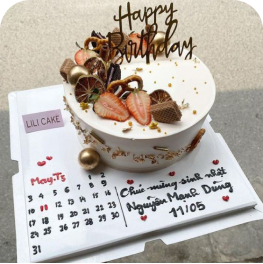 Happy
Birthday
LILI CAKE
May.T5
1 2
3 4 5 6 7 8 9
10 11 12 13 14 15 16
17 18 19 20 21 22 23
24 25 26 27 28 29 30
31
Chúc mừng sinh nhật
Nguyễn Mạnh Dũng
11/05